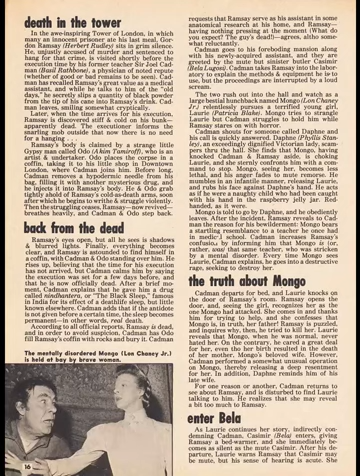 death in the tower
In the awe-inspiring Tower of London, in which
many an innocent prisoner ate his last meal, Gor-
don Ramsay (Herbert Rudley) sits in grim silence.
He, unjustly accused of murder and sentenced to
hang for that crime, is visited shortly before the
execution time by his former teacher Sir Joel Cad-
man (Basil Rathbone), a physician of noted repute
(whether of good or bad remains to be seen). Cad-
man has recalled Ramsay's great value as a medical
assistant, and while he talks to him of the "old
days," he secretly slips a quantity of black powder
from the tip of his cane into Ramsay's drink. Cad-
man leaves, smiling somewhat cryptically.
Later, when the time arrives for his execution,
Ramsay is discovered stiff & cold on his bunk—
apparently dead. The executioner informs the
snarling mob outside that now there is no need
for a hanging . . .
Ramsay's body is claimed by a strange little
Gypsy man called Odo (Akim Tamiroff), who is an
artist & undertaker. Odo places the corpse in a
coffin, taking it to his little shop in Downtown
London, where Cadman joins him. Before long,
Cadman removes a hypodermic needle from his
bag, filling it with another mysterious drug, and
he injects it into Ramsay's body. He & Odo grab
tightly ahold of Ramsay's cold-as-death arms, soon
after which he begins to writhe & struggle violently.
Then the struggling ceases, Ramsay—now revived—
breathes heavily, and Cadman & Odo step back.
back from the dead
Ramsay's eyes open, but all he sees is shadows
& blurred lights. Finally, everything becomes
clear, and Ramsay is astounded to find himself in
a coffin, with Cadman & Odo standing over him. He
rises up, believing that the time for his execution
has not arrived, but Cadman calms him by saying
the execution was set for a few days before, and
that he is now officially dead. After a brief mo-
ment, Cadman explains that he gave him a drug
called nindhantera, or "The Black Sleep," famous
in India for its effect of a deathlife sleep, but little
known elsewhere. Cadman adds that if the antidote
is not given before a certain time, the sleep becomes
permanent—in other words, real death.
According to all official reports, Ramsay is dead,
and in order to avoid suspicion, Cadman has Odo
fill Ramsay's coffin with rocks and bury it. Cadman
The mentally disordered Mongo (Lon Chaney Jr.)
is held at bay by brave woman.
16
requests that Ramsay serve as his assistant in some
anatomical research at his home, and Ramsay—
having nothing pressing at the moment (What do
you expect? The guy's dead!)—agrees, altho some-
what reluctantly.
Cadman goes to his foreboding mansion along
with his newly-acquired assistant, and they are
greeted by the mute but sinister butler Casimir
(Bela Lugosi). Cadman takes Ramsay into the labor-
atory to explain the methods & equipment he is to
use, but the proceedings are interrupted by a loud
scream.
The two rush out into the hall and watch as a
large bestial hunchback named Mongo (Lon Chaney
Jr.) relentlessly pursues a terrified young girl,
Laurie (Patricia Blake). Mongo tries to strangle
Laurie but Cadman struggles to hold him while
Ramsay shakes with horror.
Cadman shouts for someone called Daphne and
his call is quickly answered. Daphne (Phyllis Stan-
ley), an exceedingly dignified Victorian lady, scam-
pers thru the hall. She finds that Mongo, having
knocked Cadman & Ramsay aside, is choking
Laurie, and she sternly confronts him with a com-
mand to stop. Mongo, seeing her, becomes un-
lethal, and his anger fades to mute remorse. He
stands in an infantile manner, releasing Laurie,
and rubs his face against Daphne's hand. He acts
as if he were a naughty child who had been caught
with his hand in the raspberry jelly jar. Red-
handed, as it were.
Mongo is told to go by Daphne, and he obediently
leaves. After the incident, Ramsay reveals to Cad-
man the reason for his bewilderment: Mongo bears
a startling resemblance to a teacher he once had
in medical school. Cadman increases Ramsay's
confusion by informing him that Mongo is (or,
rather, was) that same teacher, who was stricken
by a mental disorder. Every time Mongo sees
Laurie, Cadman explains, he goes into a destructive
rage, seeking to destroy her.
the truth about Mongo
Cadman departs for bed, and Laurie knocks on
the door of Ramsay's room. Ramsay opens the
door, and, seeing the girl, recognizes her as the
one Mongo had attacked. She comes in and thanks
him for trying to help, and she confesses that
Mongo is, in truth, her father! Ramsay is puzzled,
and inquires why, then, he tried to kill her. Laurie
reveals that Mongo, when he was normal, never
hated her. On the contrary, he cared a great deal
for her, even tho her birth resulted in the death
of her mother, Mongo's beloved wife. However,
Cadman performed a somewhat unusual operation
on Mongo, thereby releasing a deep resentment
for her. In addition, Daphne reminds him of his
late wife.
For one reason or another, Cadman returns to
see about Ramsay, and is disturbed to find Laurie
talking to him. He realizes that she may reveal
a bit too much to Ramsay.
enter Bela
As Laurie continues her story, indirectly con-
demning Cadman, Casimir (Bela) enters, giving
Ramsay a bed-warmer, and she immediately be-
comes as silent as the mute Casimir. After his de-
parture, Laurie warns Ramsay that Casimir may
be mute, but his sense of hearing is acute. She